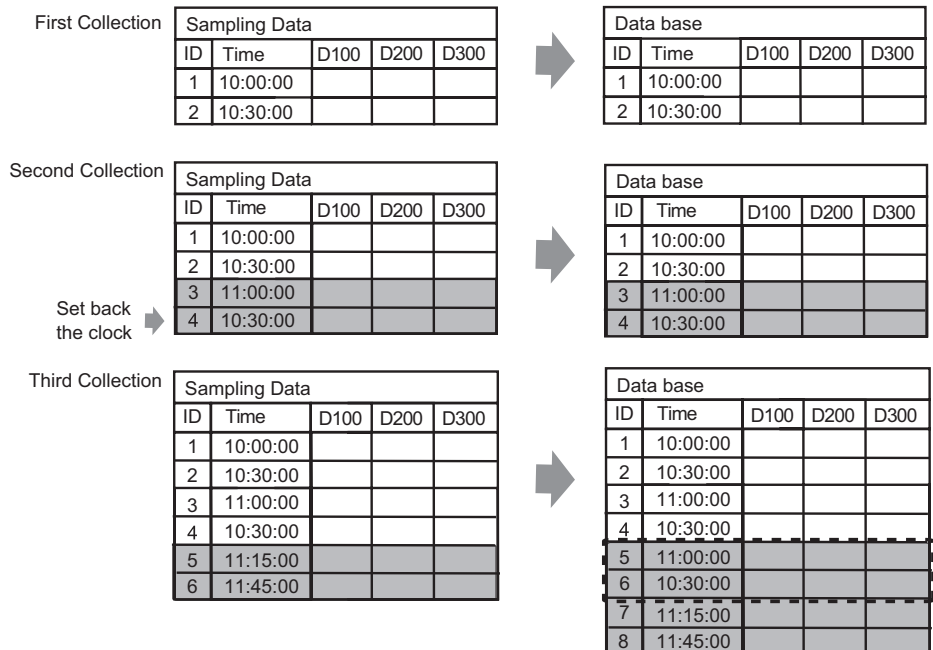 First Collection
Sampling Data
ID Time D100 D200 D300
1 10:00:00
2 10:30:00
Data base
ID Time D100 D200 D300
1 10:00:00
2 10:30:00
Second Collection
Sampling Data
ID Time D100 D200 D300
1 10:00:00
2 10:30:00
3 11:00:00
4 10:30:00
Set back
the clock
Data base
ID Time D100 D200 D300
1 10:00:00
2 10:30:00
3 11:00:00
4 10:30:00
Third Collection
Sampling Data
ID Time D100 D200 D300
1 10:00:00
2 10:30:00
3 11:00:00
4 10:30:00
5 11:15:00
6 11:45:00
Data base
ID Time D100 D200 D300
1 10:00:00
2 10:30:00
3 11:00:00
4 10:30:00
5 11:00:00
6 10:30:00
7 11:15:00
8 11:45:00